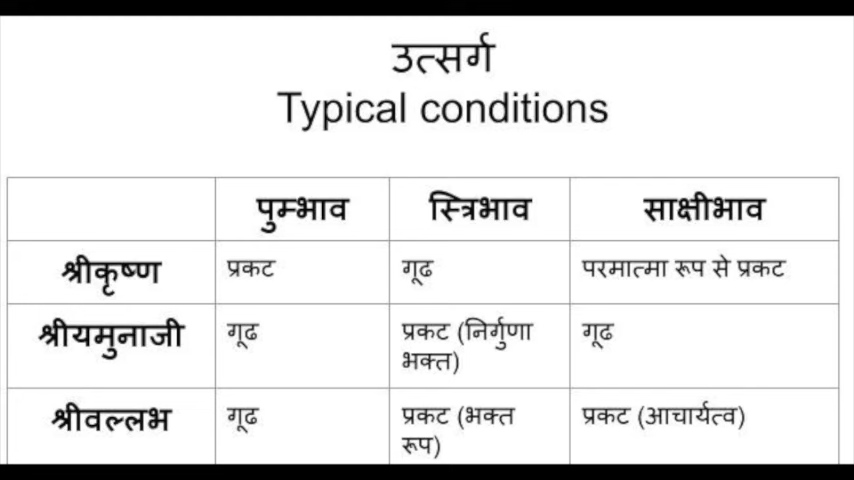 उत्सर्ग
Typical conditions
पुम्भाव स्त्रिभाव साक्षीभाव
श्रीकृष्ण प्रकट गूढ परमात्मा रूप से प्रकट
श्रीयमुनाजी गूढ प्रकट (निर्गुणा भक्त) गूढ
श्रीवल्लभ गूढ प्रकट (भक्त रूप) प्रकट (आचार्यत्व)